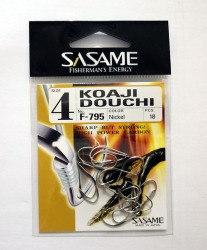 SASAME
FISHERMAN'S ENERGY
SIZE
4
KOAJI
DOUCHI
No. F-795
COLOR Nickel
PCS. 18
SHARP BUT STRONG!
HIGH POWER CARBON
SASAME